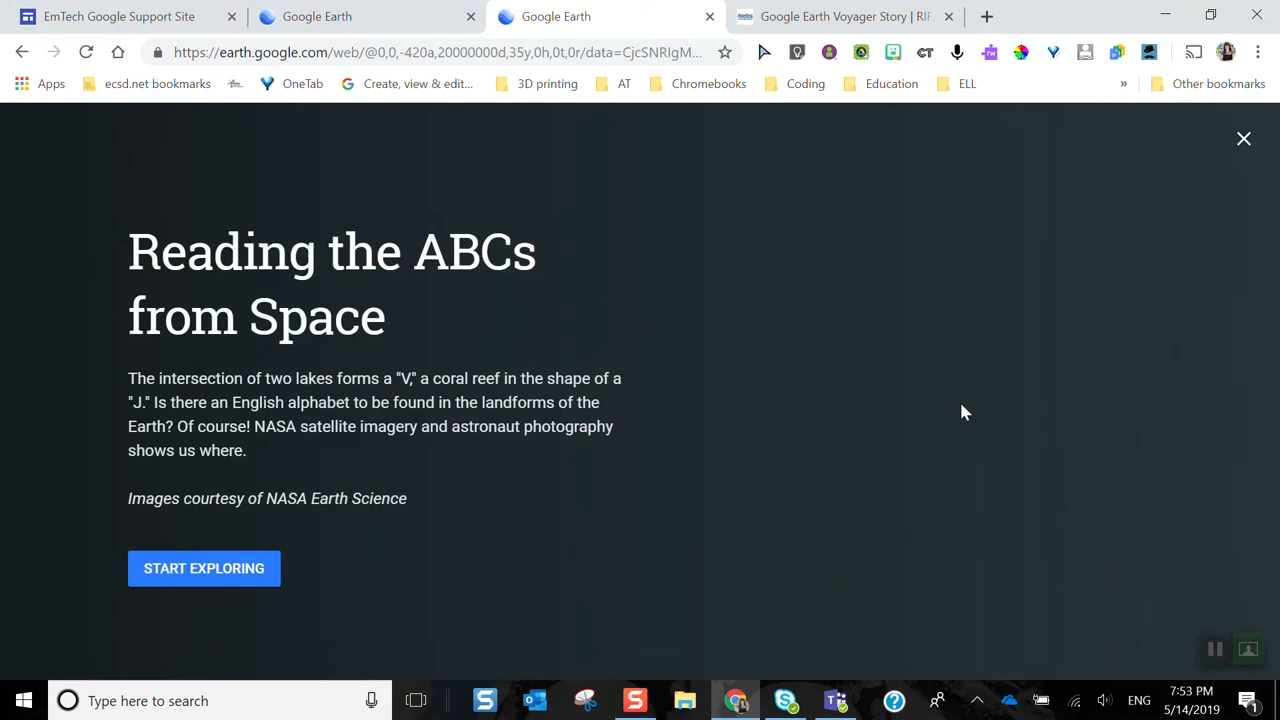 EmTech Google Support Site
Google Earth
Google Earth
Google Earth Voyager Story | RIF
https://earth.google.com/web/@0,0,-420a,20000000d,35y,0h,0t,0r/data=CjcSNRIgM...
Apps
ecsd.net bookmarks
OneTab
Create, view & edit...
3D printing
AT
Chromebooks
Coding
Education
ELL
»
Other bookmarks
Reading the ABCs
from Space
The intersection of two lakes forms a "V," a coral reef in the shape of a
"J." Is there an English alphabet to be found in the landforms of the
Earth? Of course! NASA satellite imagery and astronaut photography
shows us where.
Images courtesy of NASA Earth Science
START EXPLORING
Type here to search
ENG
7:53 PM
5/14/2019
1